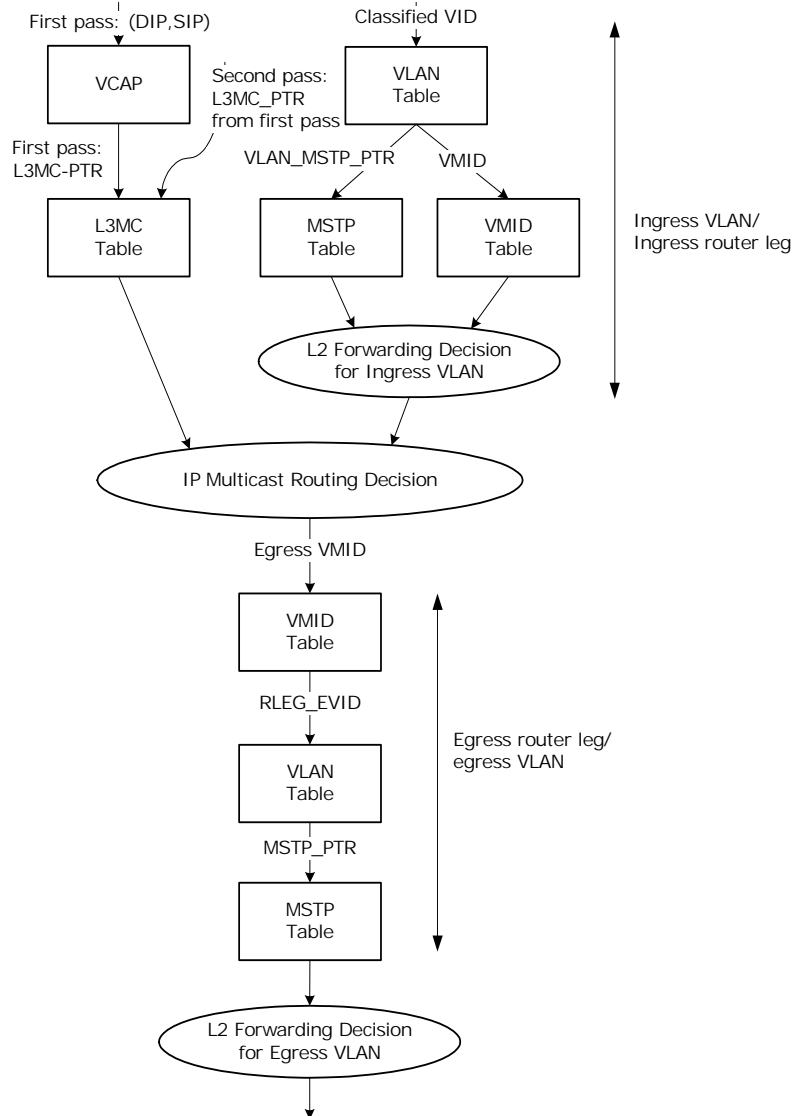 First pass: (DIP,SIP)
Classified VID
VCAP
Second pass:
L3MC_PTR
from first pass
VLAN
Table
First pass:
L3MC-PTR
VLAN_MSTP_PTR
VMID
L3MC
Table
MSTP
Table
VMID
Table
Ingress VLAN/
Ingress router leg
L2 Forwarding Decision
for Ingress VLAN
IP Multicast Routing Decision
Egress VMID
VMID
Table
RLEG_EVID
Egress router leg/
egress VLAN
VLAN
Table
MSTP_PTR
MSTP
Table
L2 Forwarding Decision
for Egress VLAN